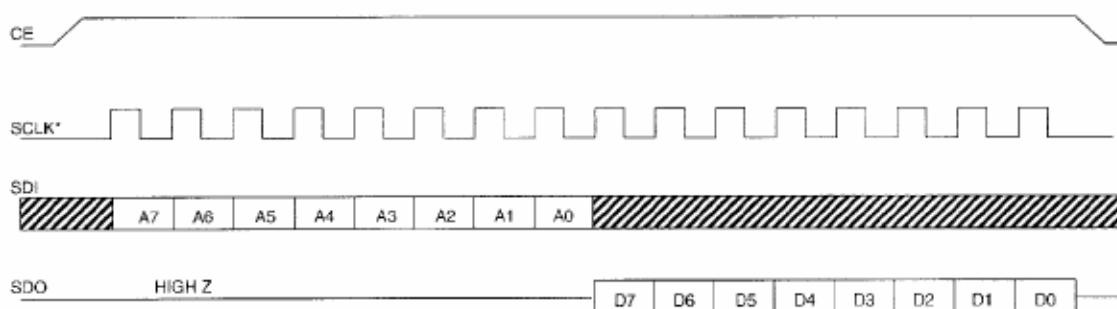 CE
SCLK*
SDI
A7 A6 A5 A4 A3 A2 A1 A0
SDO HIGH Z D7 D6 D5 D4 D3 D2 D1 D0